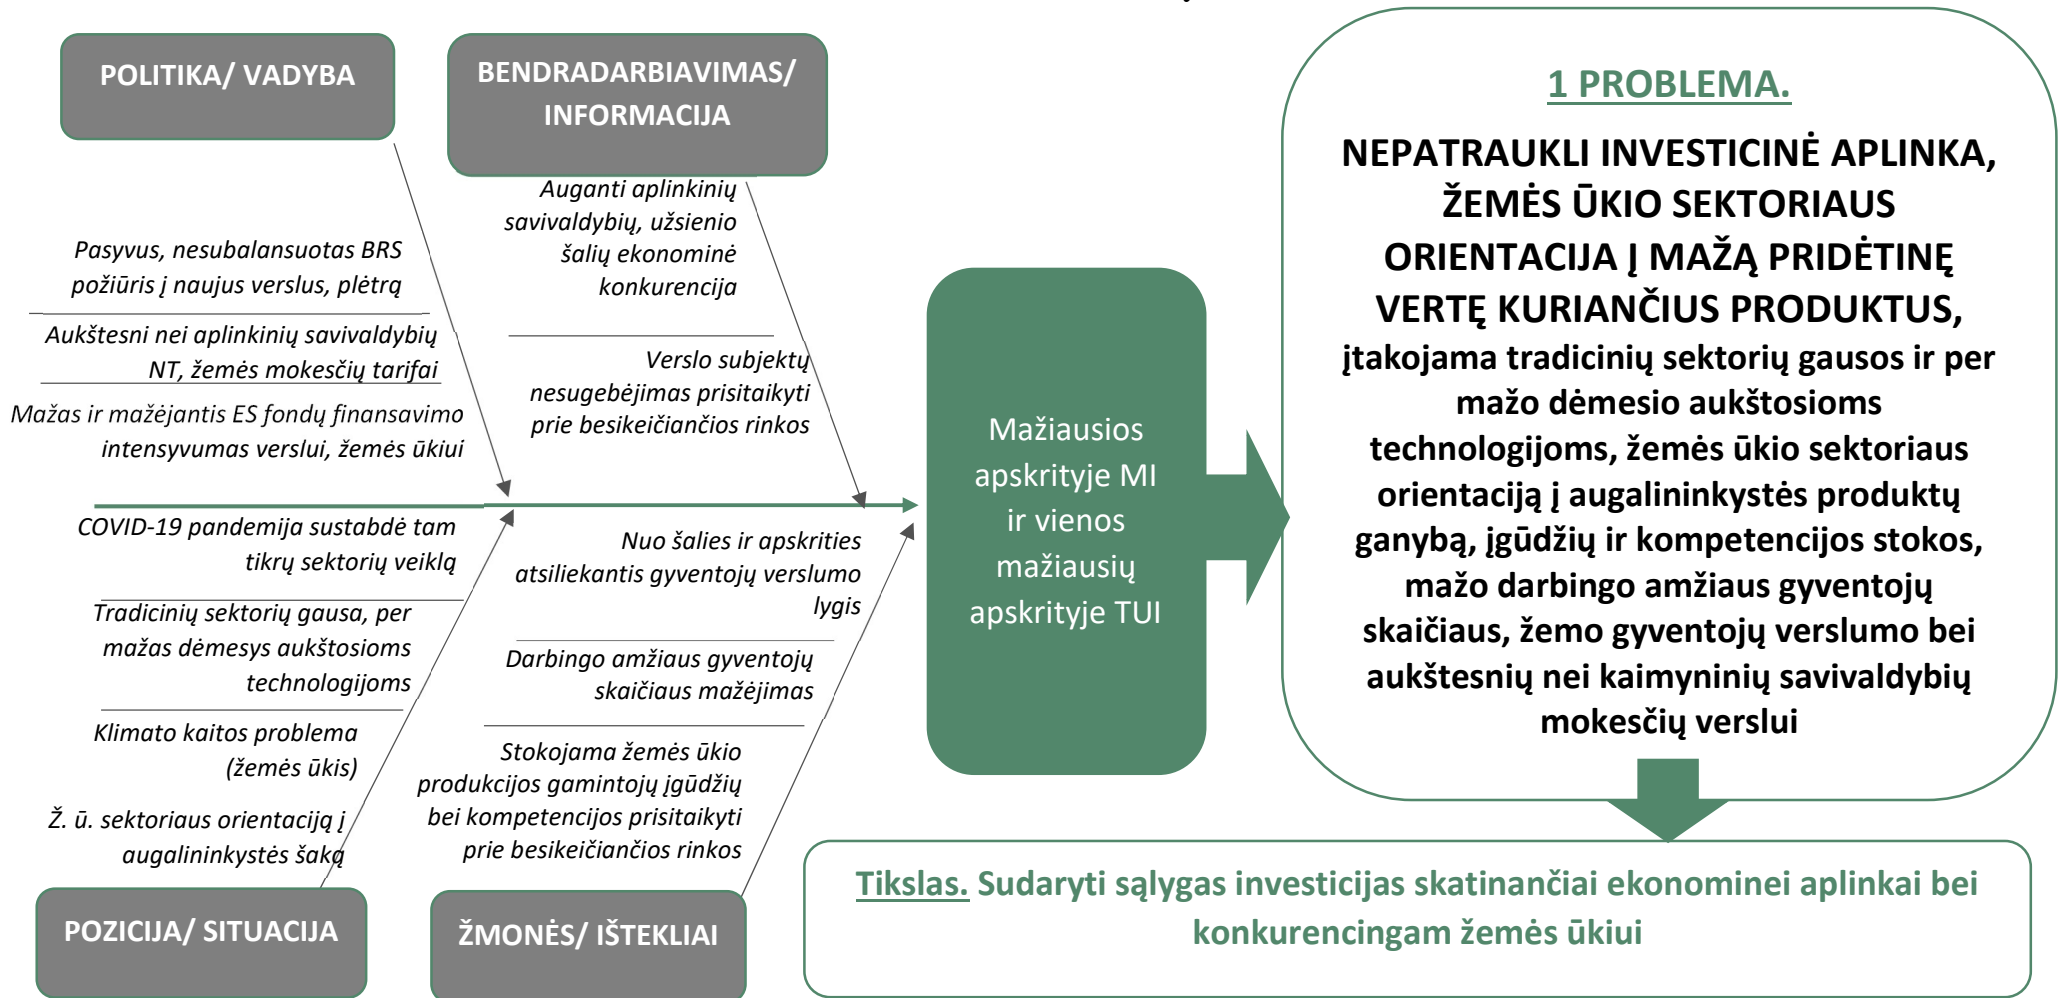 POLITIKA/ VADYBA
Pasyvus, nesubalansuotas BRS
požiūris į naujus verslus, plėtrą
Aukštesni nei aplinkinių savivaldybių
NT, žemės mokesčių tarifai
Mažas ir mažėjantis ES fondų finansavimo
intensyvumas verslui, žemės ūkiui
BENDRADARBIAVIMAS/
INFORMACIJA
Auganti aplinkinių
savivaldybių, užsienio
šalių ekonominė
konkurencija
Verslo subjektų
nesugebėjimas prisitaikyti
prie besikeičiančios rinkos
COVID-19 pandemija sustabdė tam
tikrų sektorių veiklą
Tradicinių sektorių gausa, per
mažas dėmesys aukštosioms
technologijoms
Klimato kaitos problema
(žemės ūkis)
Ž. ū. sektoriaus orientaciją į
augalininkystės šaką
POZICIJA/ SITUACIJA
Nuo šalies ir apskrities
atsiliekantis gyventojų verslumo
lygis
Darbingo amžiaus gyventojų
skaičiaus mažėjimas
Stokojama žemės ūkio
produkcijos gamintojų įgūdžių
bei kompetencijos prisitaikyti
prie besikeičiančios rinkos
ŽMONĖS/ IŠTEKLIAI
Mažiausios
apskrityje MI
ir vienos
mažiausių
apskrityje TUI
1 PROBLEMA.
NEPATRAUKLI INVESTICINĖ APLINKA,
ŽEMĖS ŪKIO SEKTORIAUS
ORIENTACIJA Į MAŽĄ PRIDĖTINĘ
VERTĘ KURIANČIUS PRODUKTUS,
įtakojama tradicinių sektorių gausos ir per
mažo dėmesio aukštosioms
technologijoms, žemės ūkio sektoriaus
orientaciją į augalininkystės produktų
ganybą, įgūdžių ir kompetencijos stokos,
mažo darbingo amžiaus gyventojų
skaičiaus, žemo gyventojų verslumo bei
aukštesnių nei kaimyninių savivaldybių
mokesčių verslui
Tikslas. Sudaryti sąlygas investicijas skatinančiai ekonominei aplinkai bei
konkurencingam žemės ūkiui